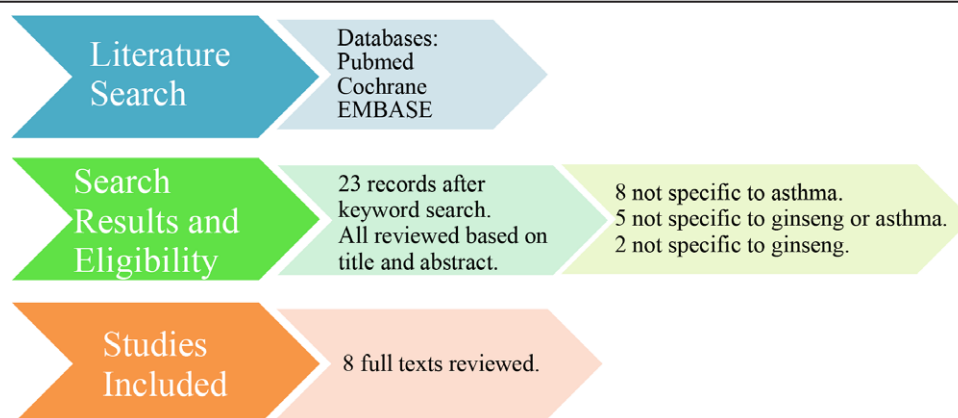 Literature
Search
Databases:
Pubmed
Cochrane
EMBASE
Search
Results and
Eligibility
23 records after
keyword search.
All reviewed based on
title and abstract.
8 not specific to asthma.
5 not specific to ginseng or asthma.
2 not specific to ginseng.
Studies
Included
8 full texts reviewed.